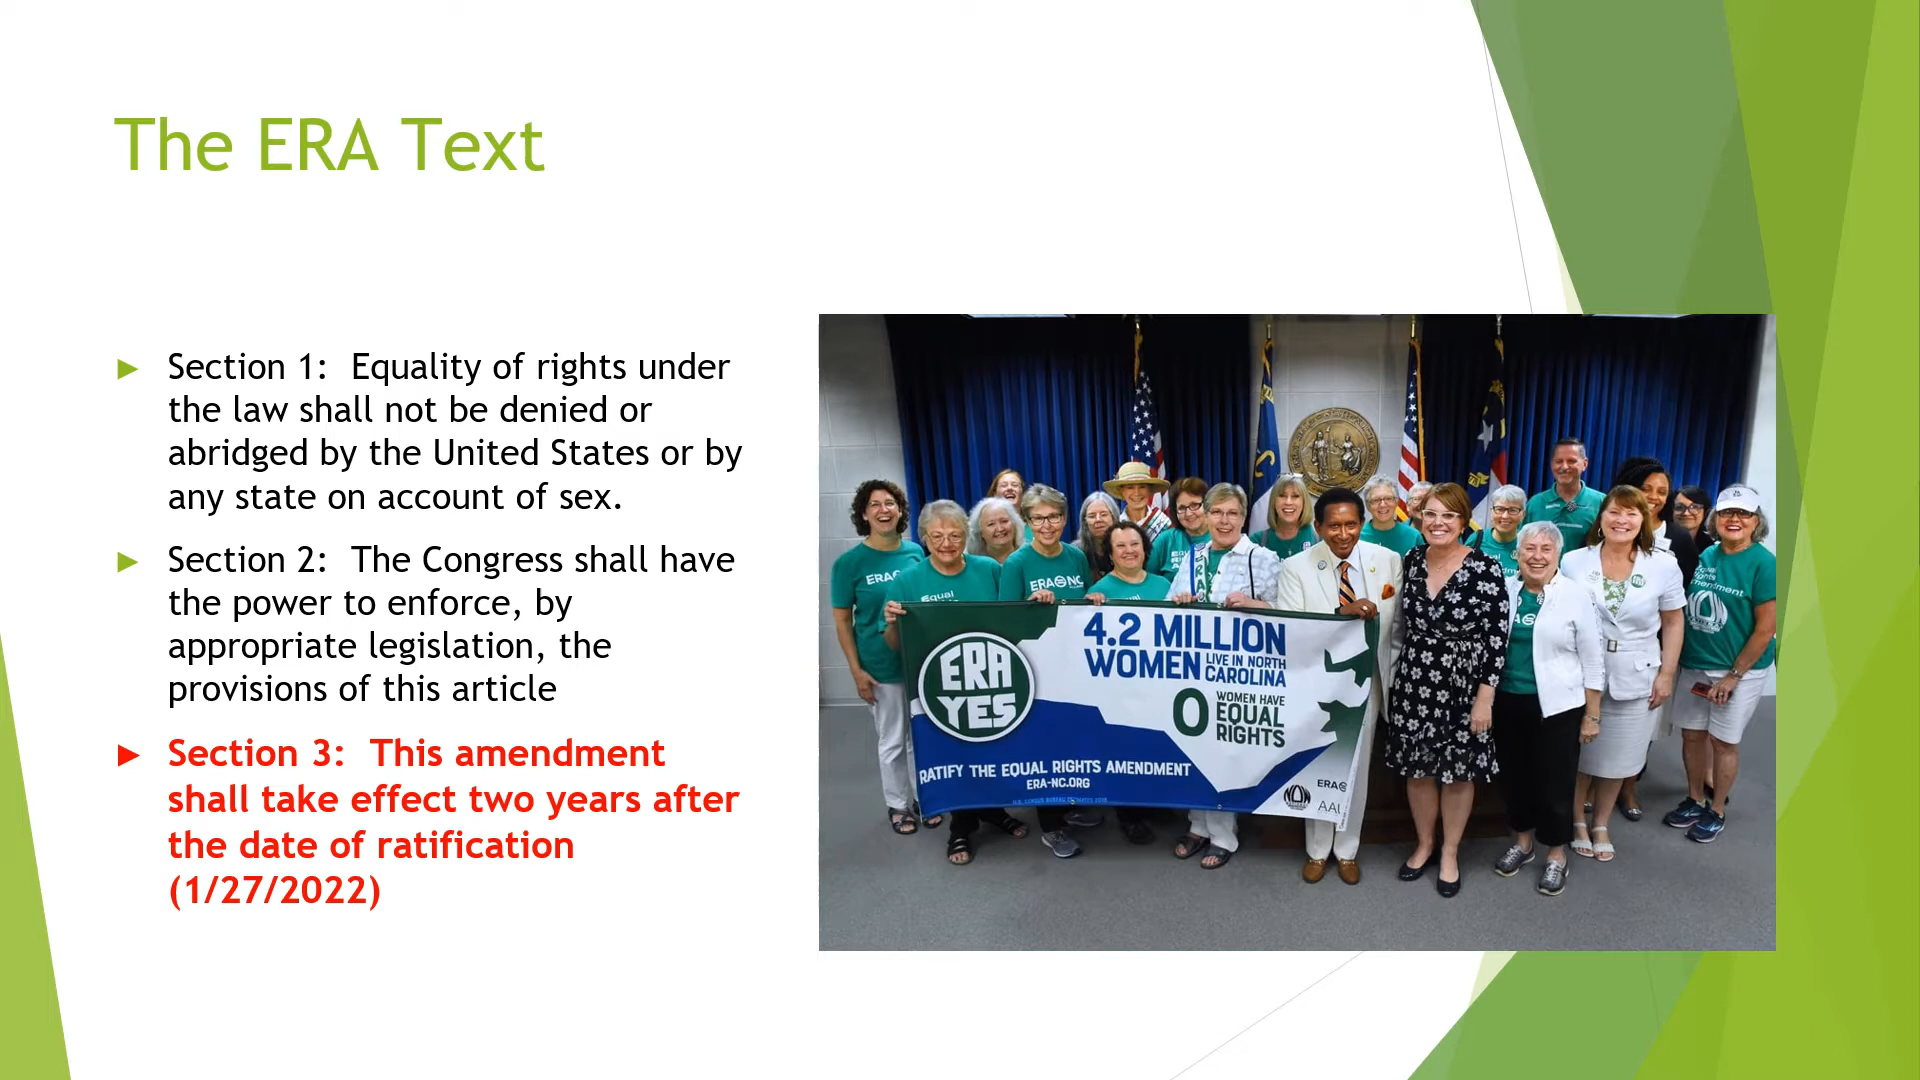 The ERA Text
Section 1:  Equality of rights under
the law shall not be denied or
abridged by the United States or by
any state on account of sex.
Section 2:  The Congress shall have
the power to enforce, by
appropriate legislation, the
provisions of this article
Section 3:  This amendment
shall take effect two years after
the date of ratification
(1/27/2022)
ERA NC
Equal
ERA
YES
4.2 MILLION
WOMEN LIVE IN NORTH
CAROLINA
0 WOMEN HAVE
EQUAL
RIGHTS
RATIFY THE EQUAL RIGHTS AMENDMENT
ERA-NC.ORG
ERA